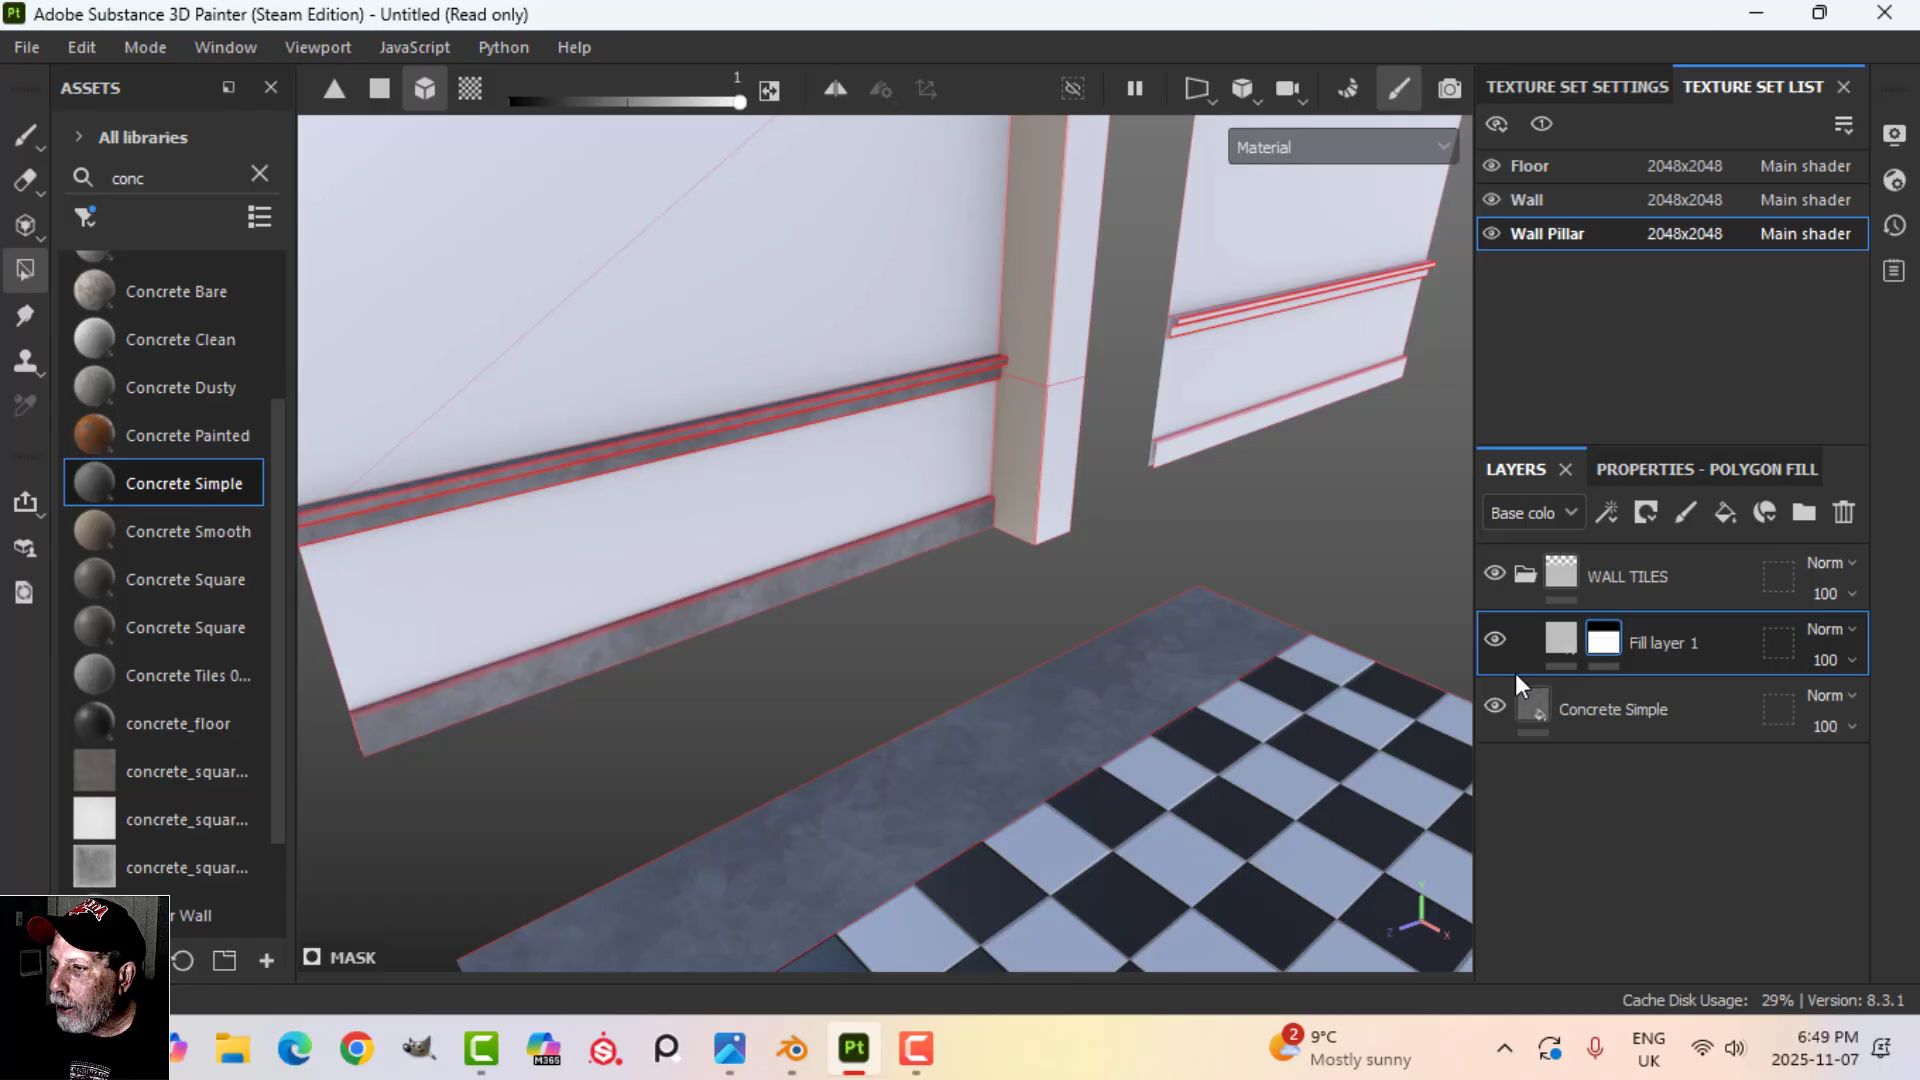 Pt Adobe Substance 3D Painter (Steam Edition) - Untitled (Read only)
File Edit Mode Window Viewport JavaScript Python Help
ASSETS
1
TEXTURE SET SETTINGS TEXTURE SET LIST
All libraries
conc
Material
Floor 2048x2048 Main shader
Wall 2048x2048 Main shader
Wall Pillar 2048x2048 Main shader
Concrete Bare
Concrete Clean
Concrete Dusty
Concrete Painted
Concrete Simple
Concrete Smooth
Concrete Square
Concrete Square
Concrete Tiles 0...
concrete_floor
concrete_squar...
concrete_squar...
concrete_squar...
r Wall
LAYERS PROPERTIES - POLYGON FILL
Base colo
WALL TILES Norm
100
Fill layer 1 Norm
100
Concrete Simple Norm
100
Y
Z X
MASK
Cache Disk Usage: 29% | Version: 8.3.1
M365
Pt
2
9°C
Mostly sunny
ENG
UK
6:49 PM
2025-11-07